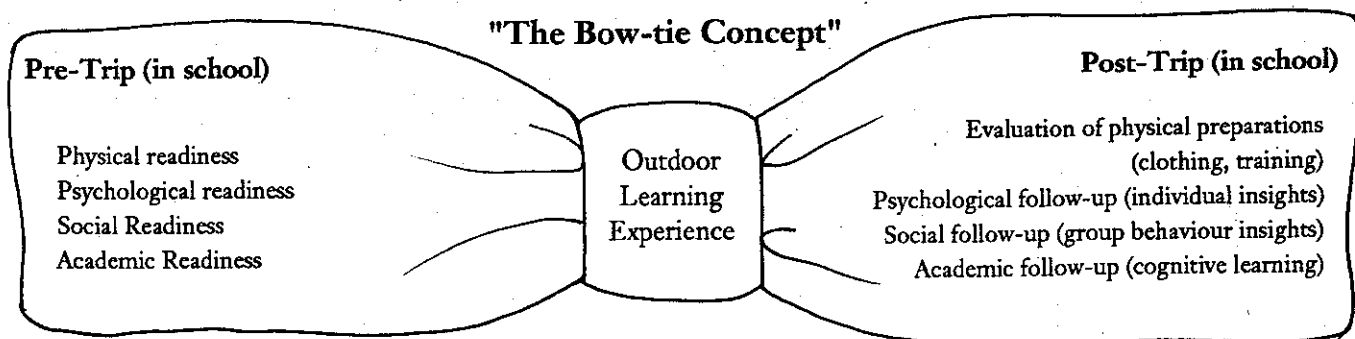 "The Bow-tie Concept"
Pre-Trip (in school)
Physical readiness
Psychological readiness
Social Readiness
Academic Readiness
Outdoor
Learning
Experience
Post-Trip (in school)
Evaluation of physical preparations
(clothing, training)
Psychological follow-up (individual insights)
Social follow-up (group behaviour insights)
Academic follow-up (cognitive learning)